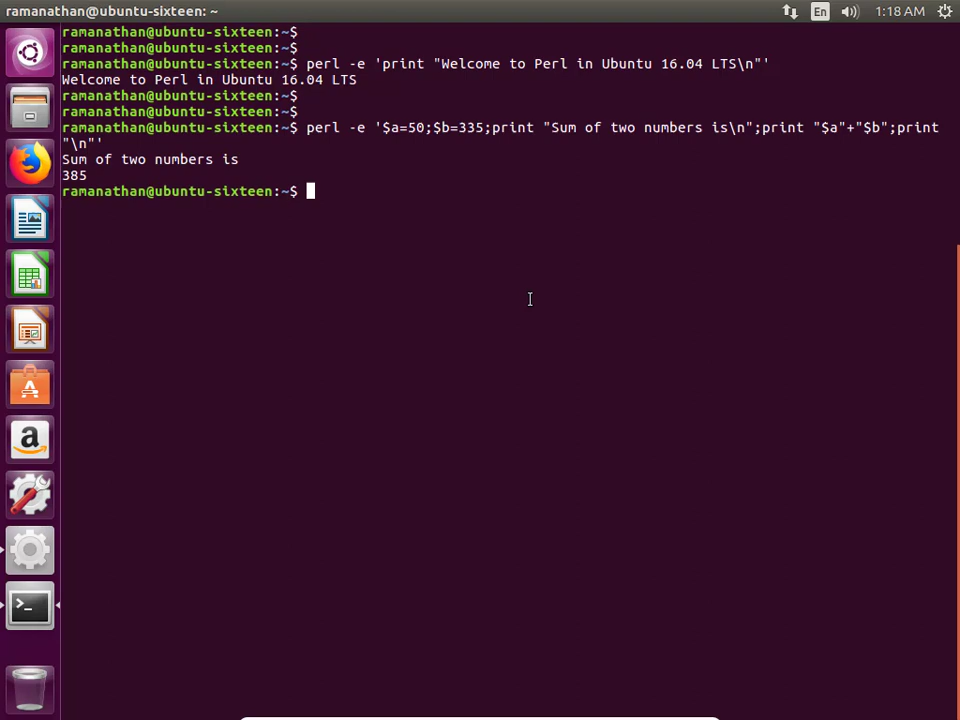 ramanathan@ubuntu-sixteen: ~
En
1:18 AM
ramanathan@ubuntu-sixteen:~$
ramanathan@ubuntu-sixteen:~$
ramanathan@ubuntu-sixteen:~$ perl -e 'print "Welcome to Perl in Ubuntu 16.04 LTS\n"'
Welcome to Perl in Ubuntu 16.04 LTS
ramanathan@ubuntu-sixteen:~$
ramanathan@ubuntu-sixteen:~$
ramanathan@ubuntu-sixteen:~$ perl -e '$a=50;$b=335;print "Sum of two numbers is\n";print "$a"+"$b";print
"\n"'
Sum of two numbers is
385
ramanathan@ubuntu-sixteen:~$